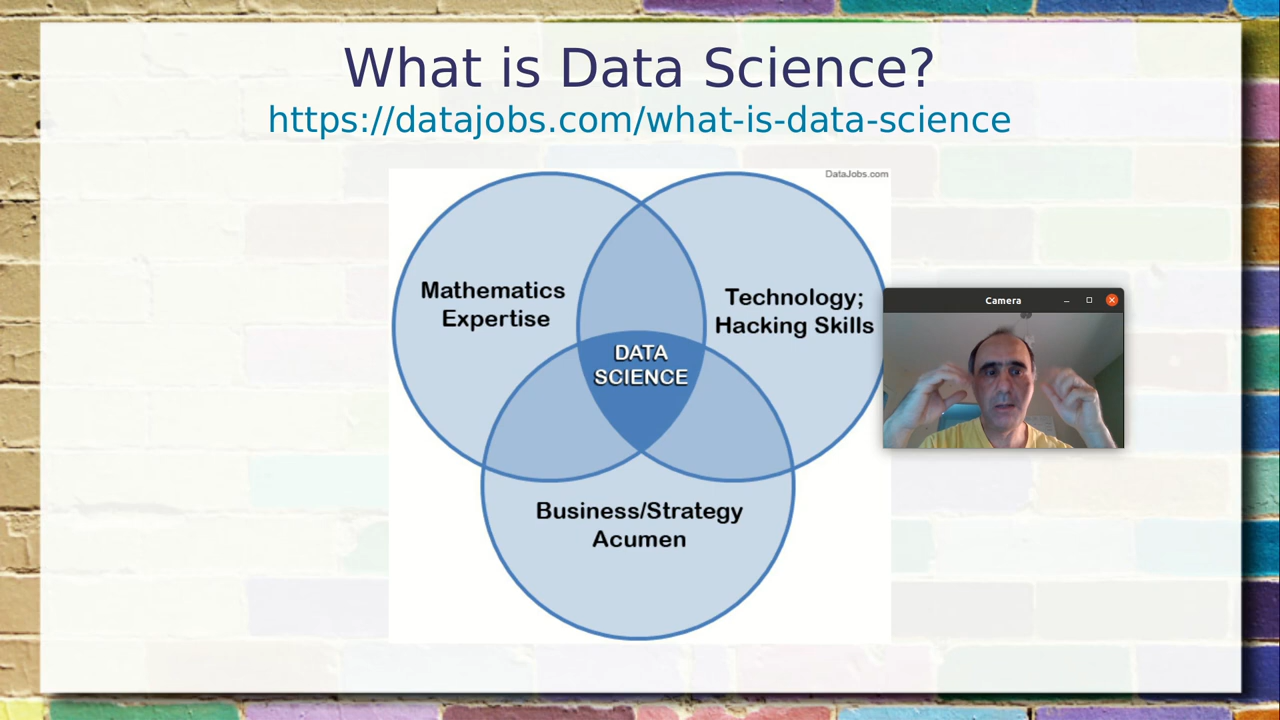 What is Data Science?
https://datajobs.com/what-is-data-science
DataJobs.com
Mathematics
Expertise
Technology;
Hacking Skills
DATA
SCIENCE
Business/Strategy
Acumen
Camera